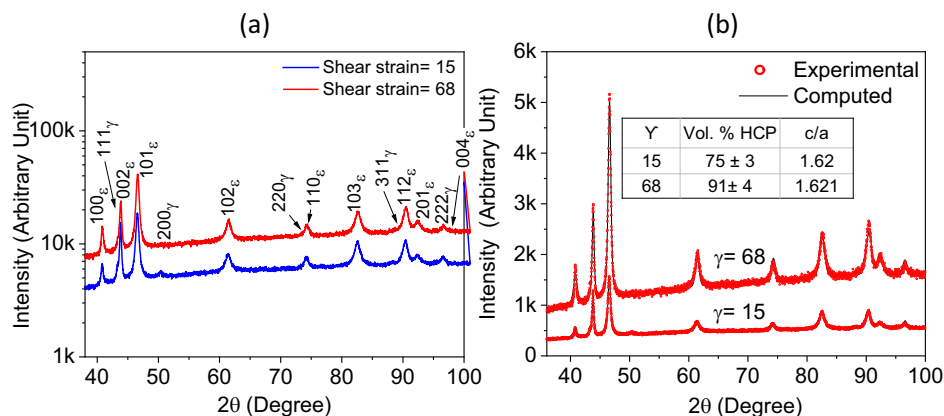 (a)
Shear strain= 15
Shear strain= 68
100k
10k
1k
Intensity (Arbitrary Unit)
100ε
111γ
002ε
101ε
200γ
102ε
220γ
110ε
103ε
311γ
112ε
201ε
222γ
004ε
40 50 60 70 80 90 100
2θ (Degree)
(b)
6k
5k
4k
3k
2k
1k
0
Intensity (Arbitrary Unit)
Experimental
Computed
ϒ Vol. % HCP c/a
15 75 ± 3 1.62
68 91± 4 1.621
γ= 68
γ= 15
40 50 60 70 80 90 100
2θ (Degree)